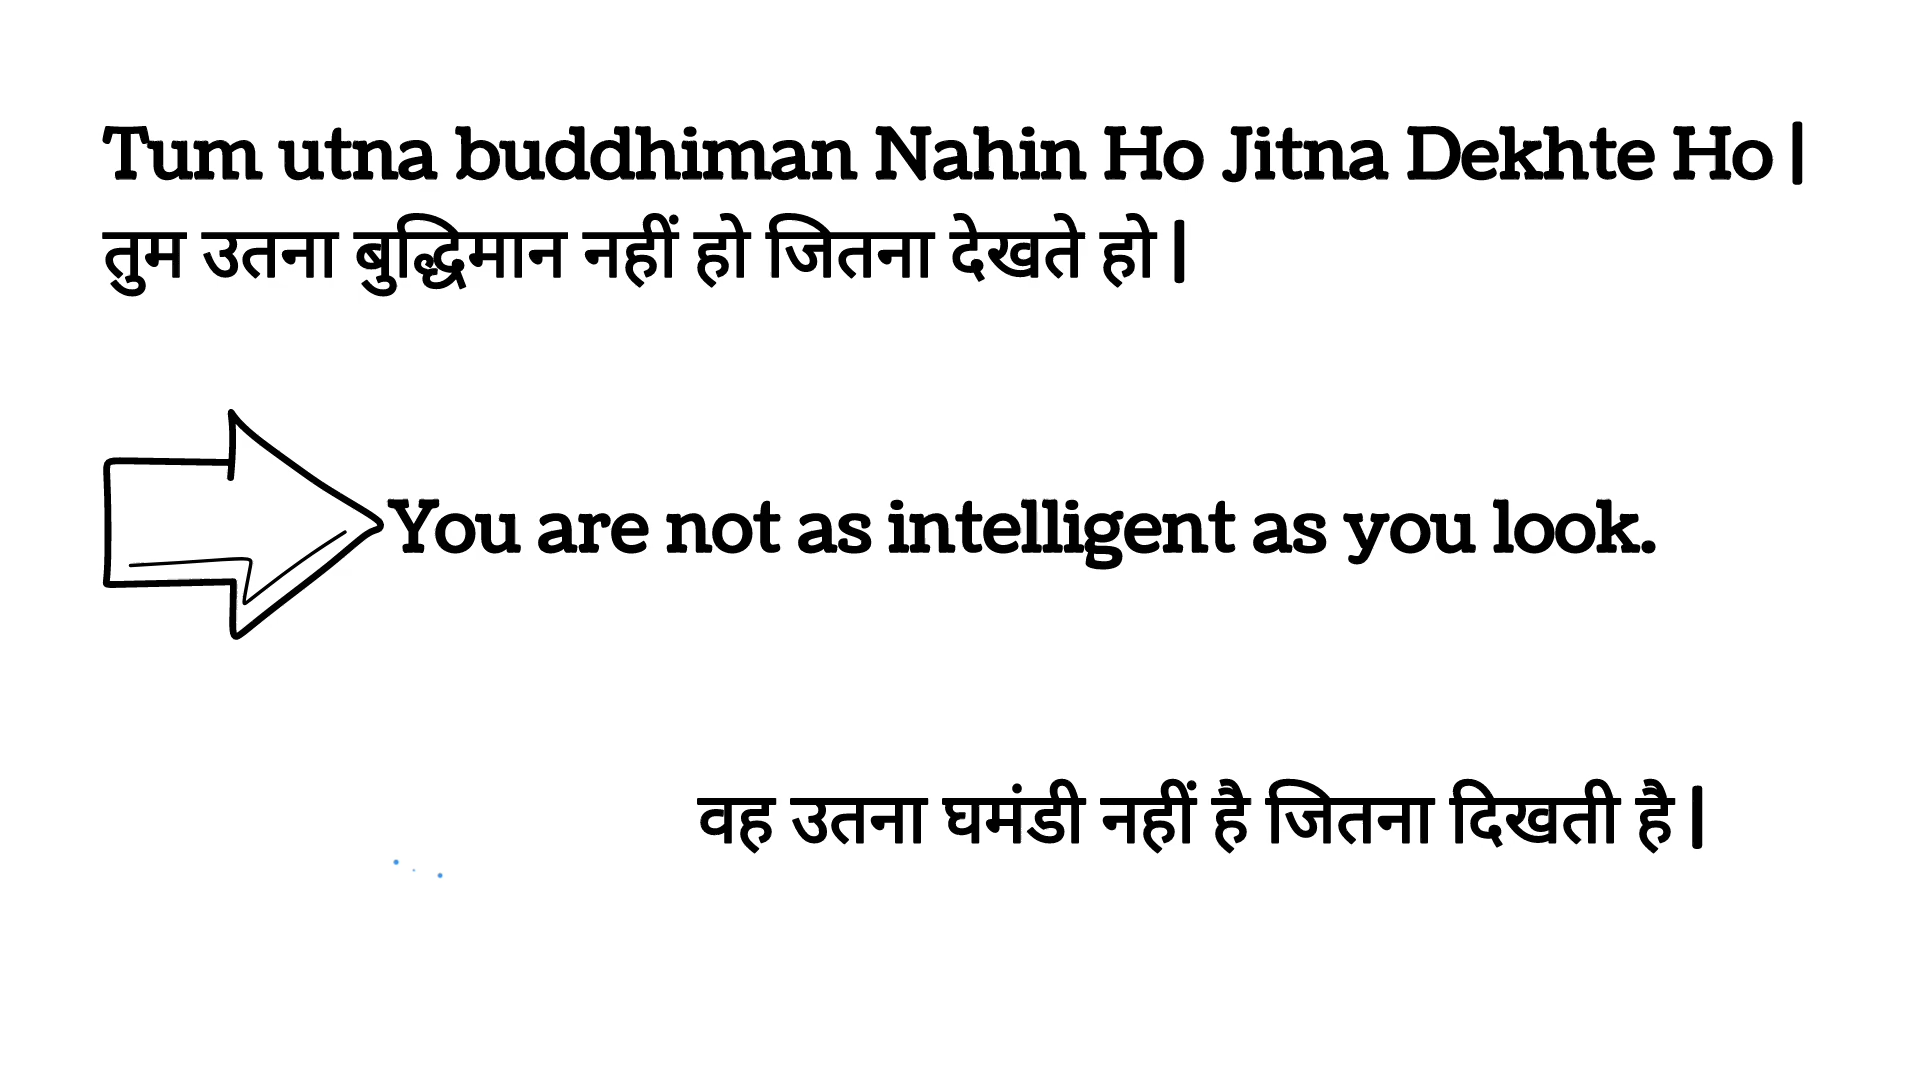 Tum utna buddhiman Nahin Ho Jitna Dekhte Ho |
तुम उतना बुद्धिमान नहीं हो जितना देखते हो |
You are not as intelligent as you look.
वह उतना घमंडी नहीं है जितना दिखती है |